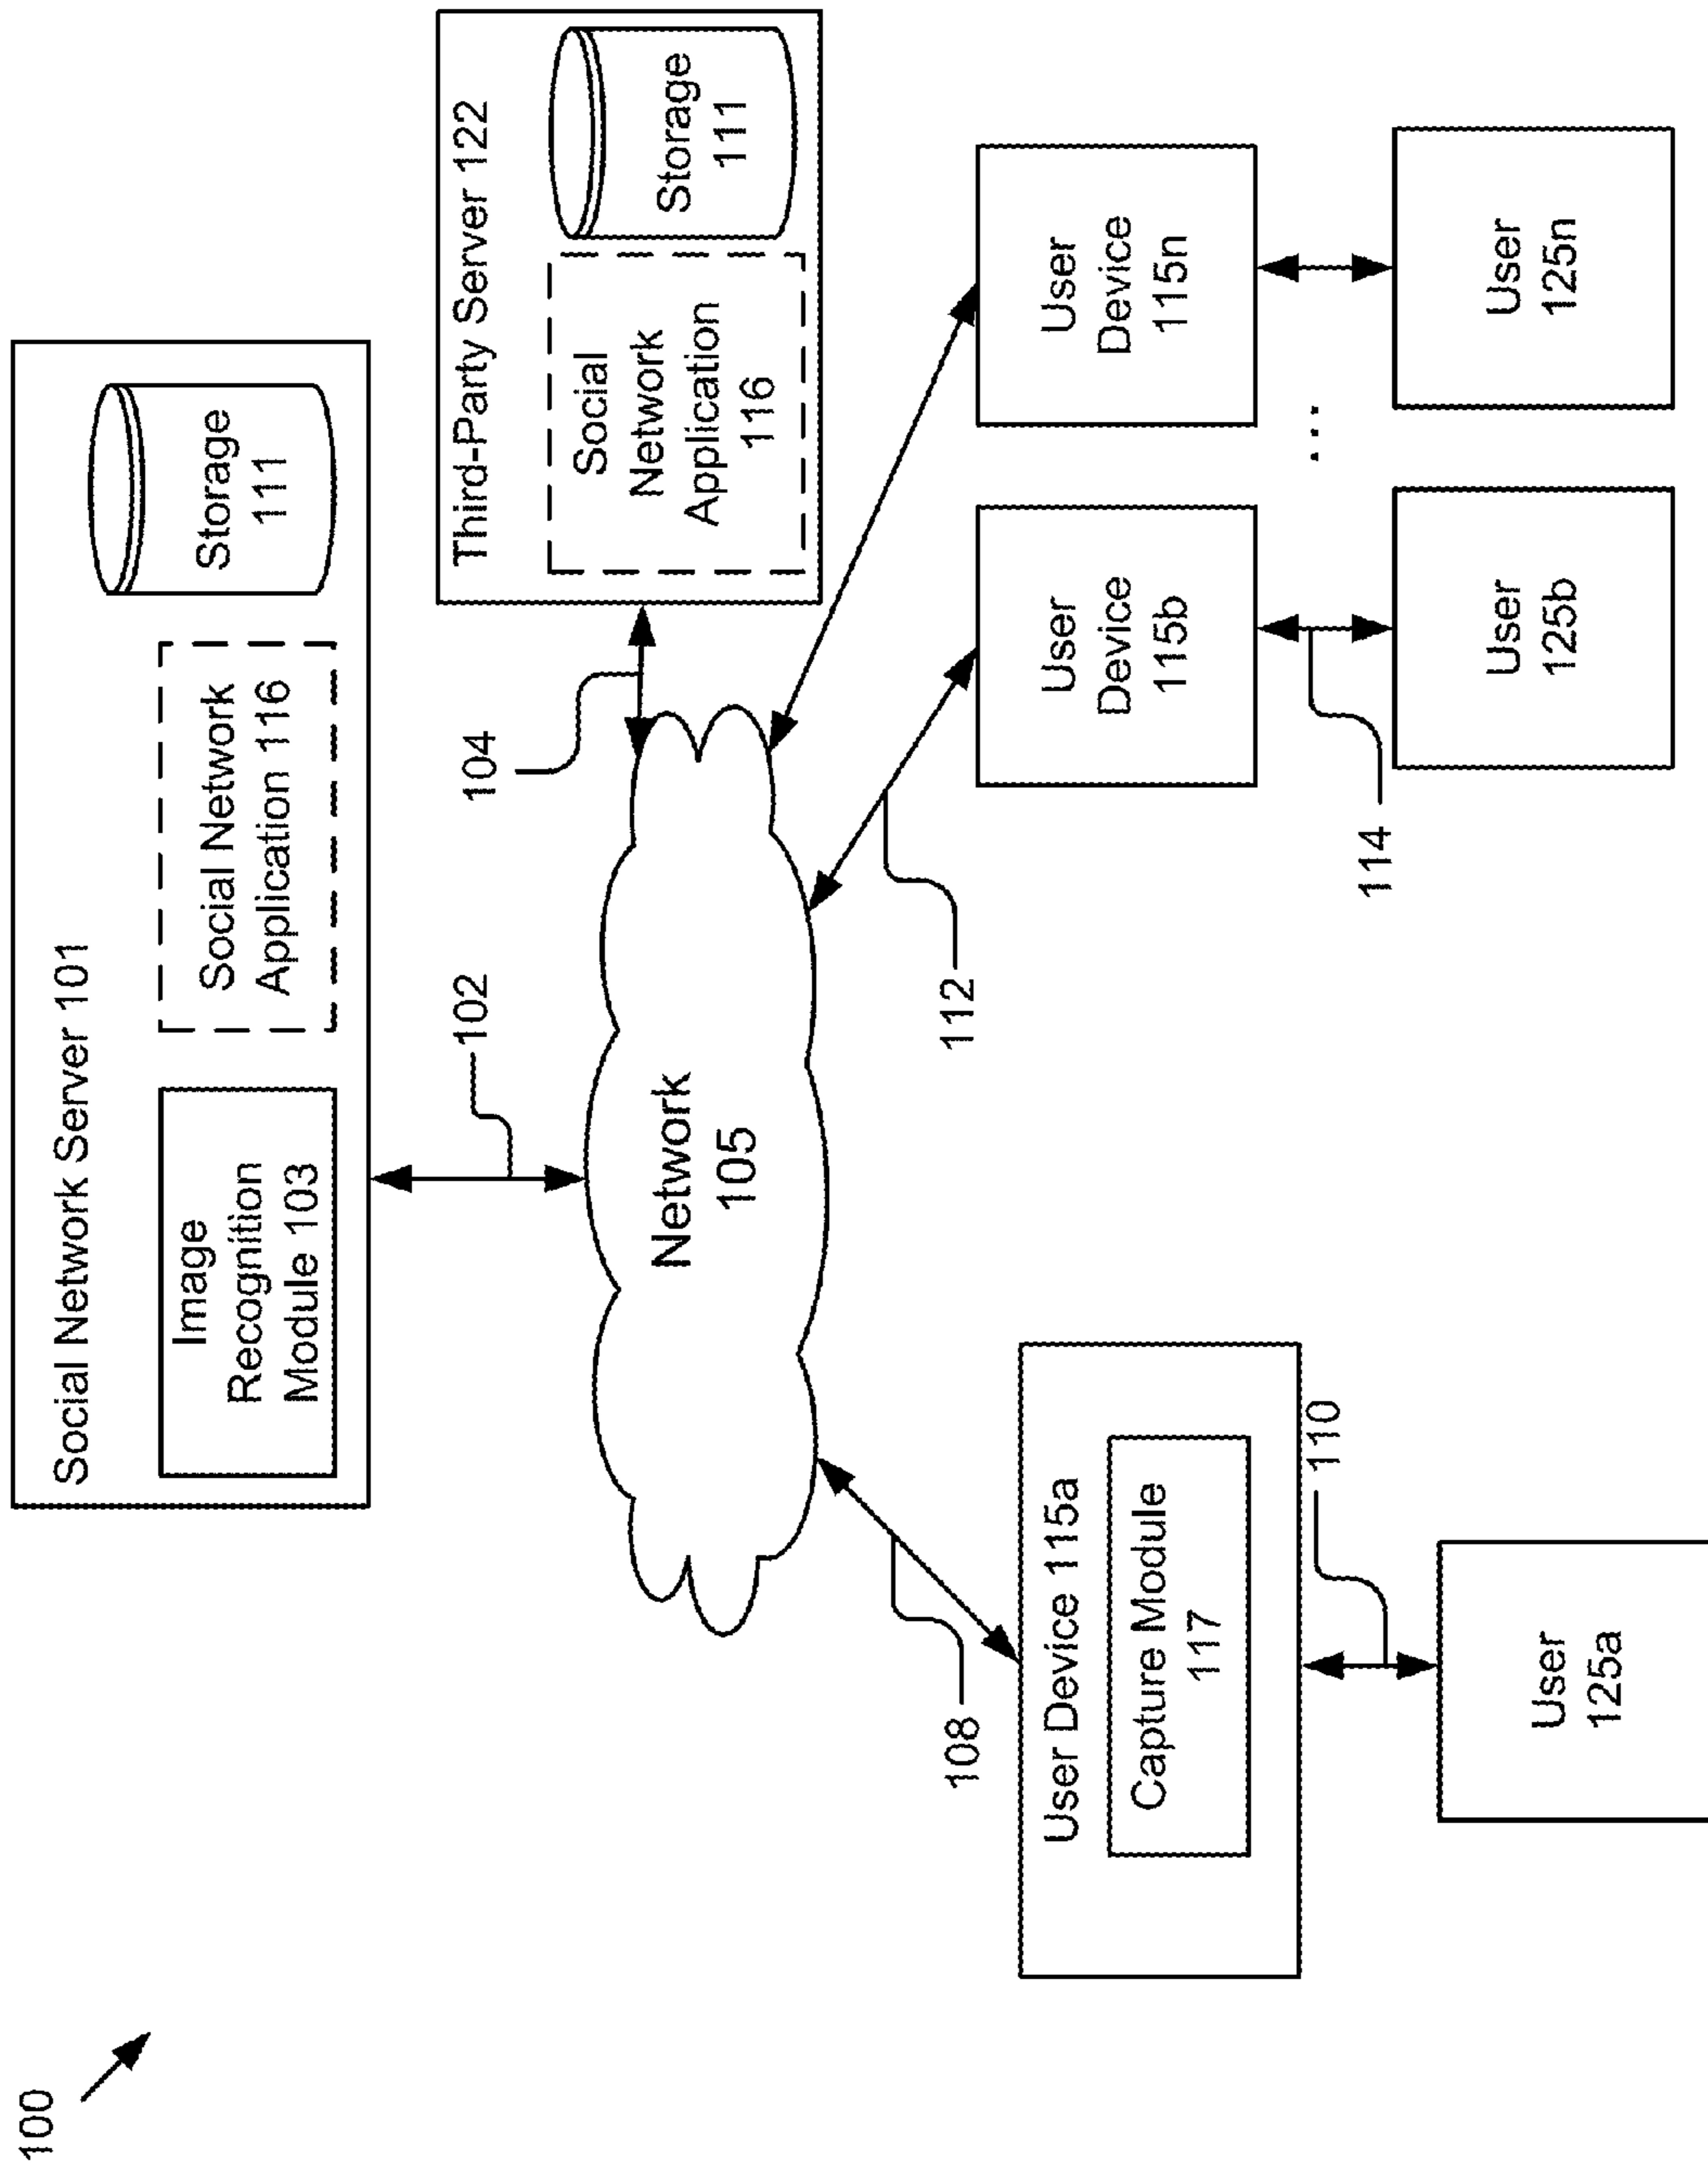 100
Social Network Server 101
Image
Recognition
Module 103
Social Network
Application 116
Storage
111
102
104
Third-Party Server 122
Social
Network
Application
116
Storage
111
Network
105
108
112
User Device 115a
Capture Module
117
User
Device
115b
User
Device
115n
110
114
...
User
125a
User
125b
User
125n